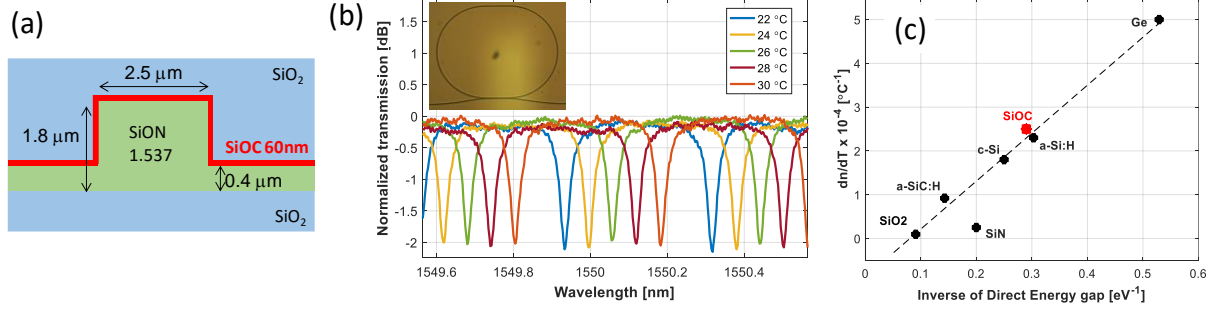 (a)
2.5 μm
SiO2
1.8 μm
SiON
1.537
SiOC 60nm
0.4 μm
SiO2
(b)
Normalized transmission [dB]
1.5
1
0.5
0
-0.5
-1
-1.5
-2
22 °C
24 °C
26 °C
28 °C
30 °C
1549.6
1549.8
1550
1550.2
1550.4
Wavelength [nm]
(c)
dn/dT x 10-4 [°C-1]
5
4
3
2
1
0
Ge
SiOC
a-Si:H
c-Si
a-SiC:H
SiO2
SiN
0
0.1
0.2
0.3
0.4
0.5
0.6
Inverse of Direct Energy gap [eV-1]